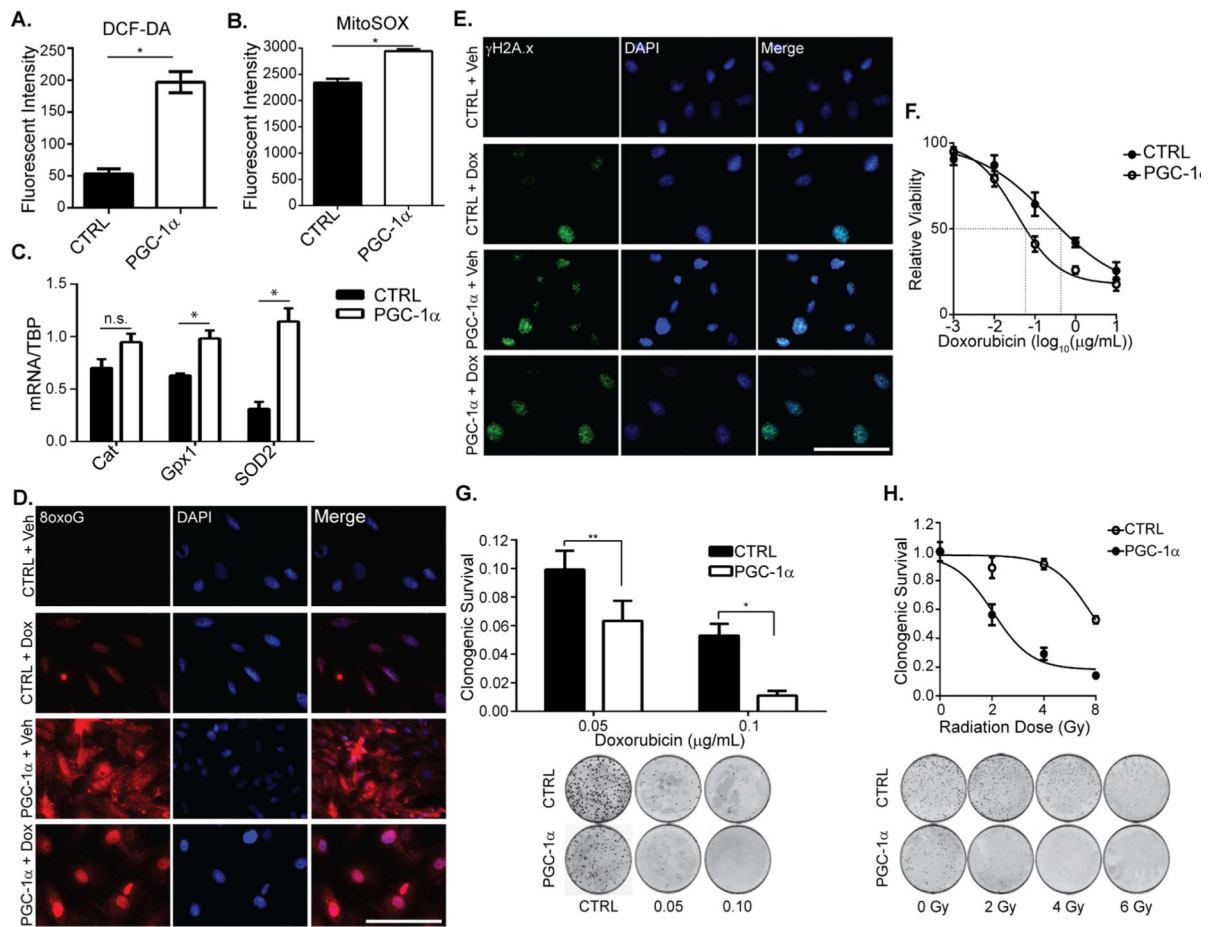 A.
DCF-DA
*
Fluorescent Intensity
250
200
150
100
50
0
CTRL
PGC-1α
B.
MitoSOX
*
Fluorescent Intensity
3000
2500
2000
1500
1000
500
0
CTRL
PGC-1α
C.
CTRL
PGC-1α
n.s.
*
*
mRNA/TBP
1.5
1.0
0.5
0.0
Cat
Gpx1
SOD2
D.
8oxoG
DAPI
Merge
CTRL + Veh
CTRL + Dox
PGC-1α + Veh
PGC-1α + Dox
E.
γH2A.x
DAPI
Merge
CTRL + Veh
CTRL + Dox
PGC-1α + Veh
PGC-1α + Dox
F.
CTRL
PGC-1α
Relative Viability
100
50
0
-3
-2
-1
0
1
Doxorubicin (log10(μg/mL))
G.
**
*
CTRL
PGC-1α
Clonogenic Survival
0.12
0.10
0.08
0.06
0.04
0.02
0.00
0.05
0.1
Doxorubicin (μg/mL)
CTRL
PGC-1α
CTRL
0.05
0.10
H.
CTRL
PGC-1α
Clonogenic Survival
1.2
1.0
0.8
0.6
0.4
0.2
0
0
2
4
8
Radiation Dose (Gy)
CTRL
PGC-1α
0 Gy
2 Gy
4 Gy
6 Gy